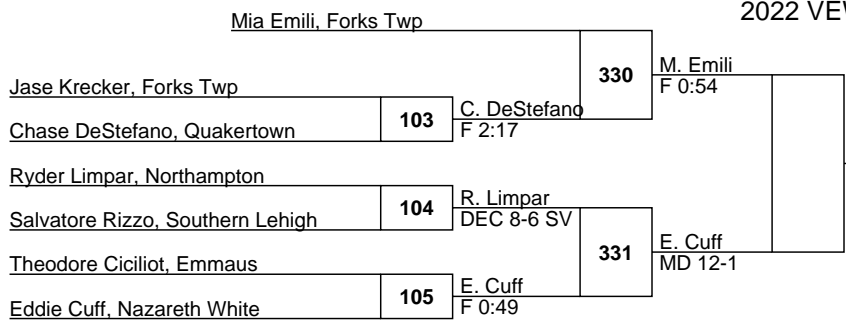 2022 VEW
Mia Emili, Forks Twp
330
M. Emili
F 0:54
Jase Krecker, Forks Twp
103
C. DeStefano
F 2:17
Chase DeStefano, Quakertown
Ryder Limpar, Northampton
104
R. Limpar
DEC 8-6 SV
Salvatore Rizzo, Southern Lehigh
331
E. Cuff
MD 12-1
Theodore Ciciliot, Emmaus
105
E. Cuff
F 0:49
Eddie Cuff, Nazareth White